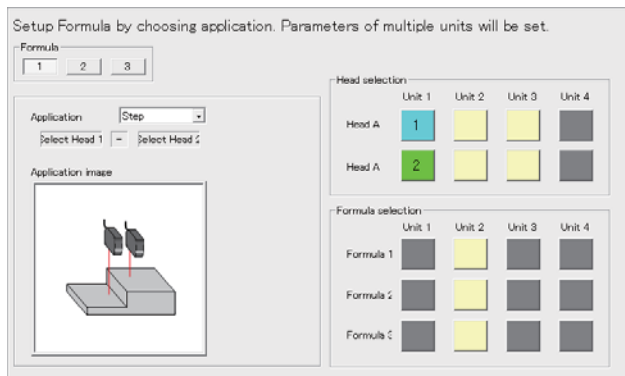 Setup Formula by choosing application. Parameters of multiple units will be set.
Formula
1 2 3
Application Step
Select Head 1 - Select Head 2
Application image
Head selection
Unit 1 Unit 2 Unit 3 Unit 4
Head A 1
Head A 2
Formula selection
Unit 1 Unit 2 Unit 3 Unit 4
Formula 1
Formula 2
Formula 3